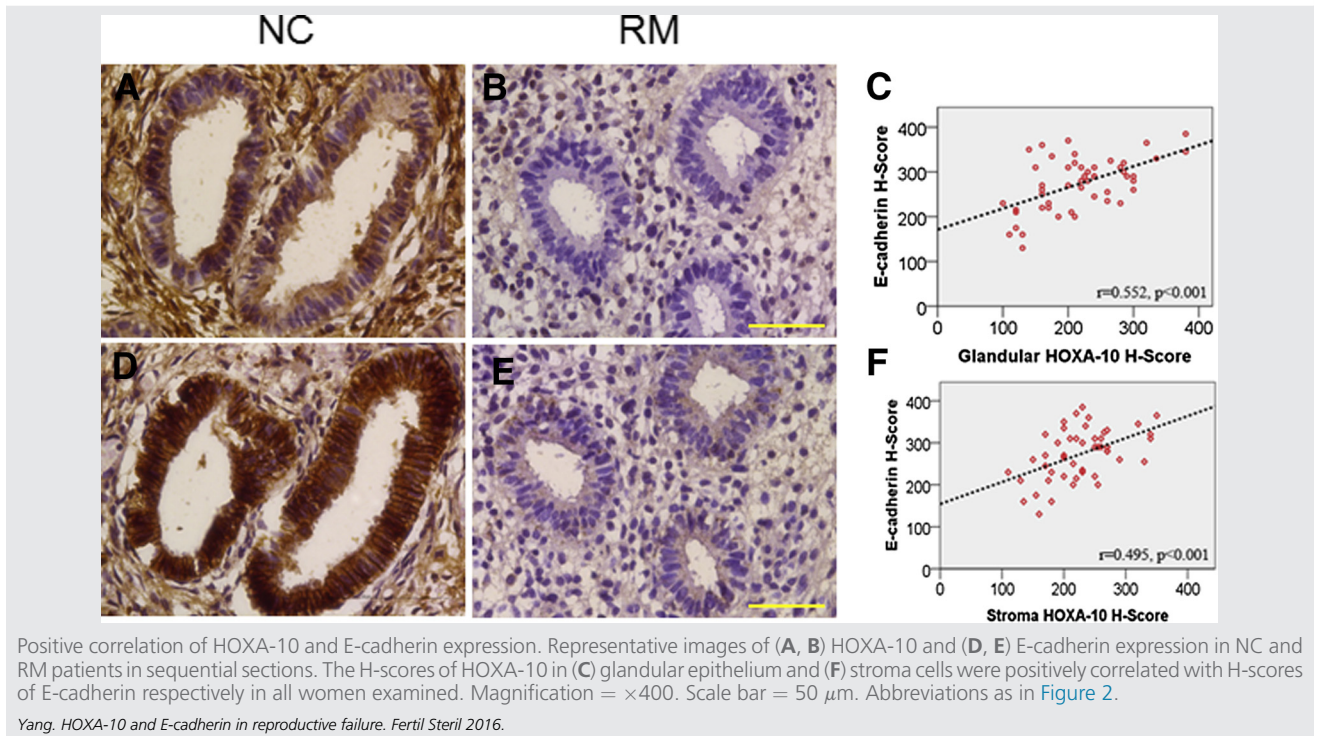 NC
RM
A
B
C
400
300
200
100
0
E-cadherin H-Score
r=0.552, p<0.001
0 100 200 300 400
Glandular HOXA-10 H-Score
D
E
F
400
300
200
100
0
E-cadherin H-Score
r=0.495, p<0.001
0 100 200 300 400
Stroma HOXA-10 H-Score
Positive correlation of HOXA-10 and E-cadherin expression. Representative images of (A, B) HOXA-10 and (D, E) E-cadherin expression in NC and
RM patients in sequential sections. The H-scores of HOXA-10 in (C) glandular epithelium and (F) stroma cells were positively correlated with H-scores
of E-cadherin respectively in all women examined. Magnification = ×400. Scale bar = 50 μm. Abbreviations as in Figure 2.
Yang. HOXA-10 and E-cadherin in reproductive failure. Fertil Steril 2016.